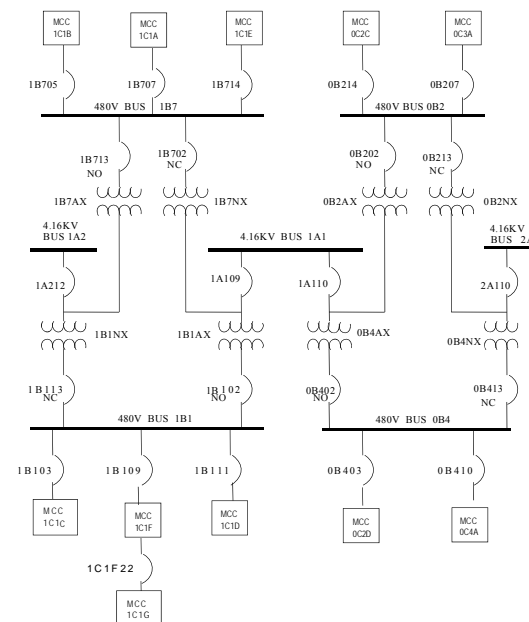 MCC
1C1B
MCC
1C1A
MCC
1C1E
MCC
0C2C
MCC
0C3A
1B705
1B707
1B714
0B214
0B207
480V BUS 1B7
480V BUS 0B2
1B713
NO
1B702
NC
0B202
NO
0B213
NC
1B7AX
1B7NX
0B2AX
0B2NX
4.16KV
BUS 1A2
4.16KV BUS 1A1
4.16KV
BUS 2A
1A212
1A109
1A110
2A110
1B1NX
1B1AX
0B4AX
0B4NX
1B113
NC
1B102
NO
0B402
NO
0B413
NC
480V BUS 1B1
480V BUS 0B4
1B103
1B109
1B111
0B403
0B410
MCC
1C1C
MCC
1C1F
MCC
1C1D
MCC
0C2D
MCC
0C4A
1C1F22
MCC
1C1G